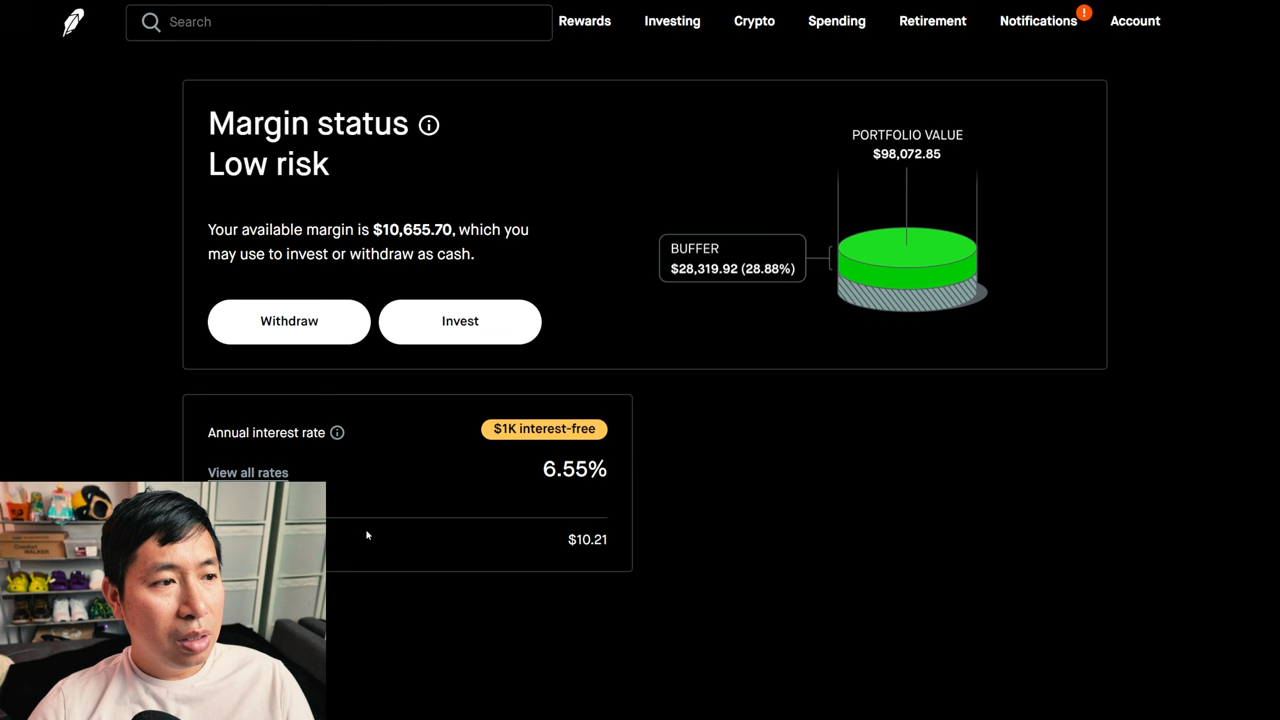 Search
Rewards
Investing
Crypto
Spending
Retirement
Notifications
!
Account
Margin status
Low risk
Your available margin is $10,655.70, which you
may use to invest or withdraw as cash.
Withdraw
Invest
PORTFOLIO VALUE
$98,072.85
BUFFER
$28,319.92 (28.88%)
Annual interest rate
$1K interest-free
View all rates
6.55%
$10.21
WALKER